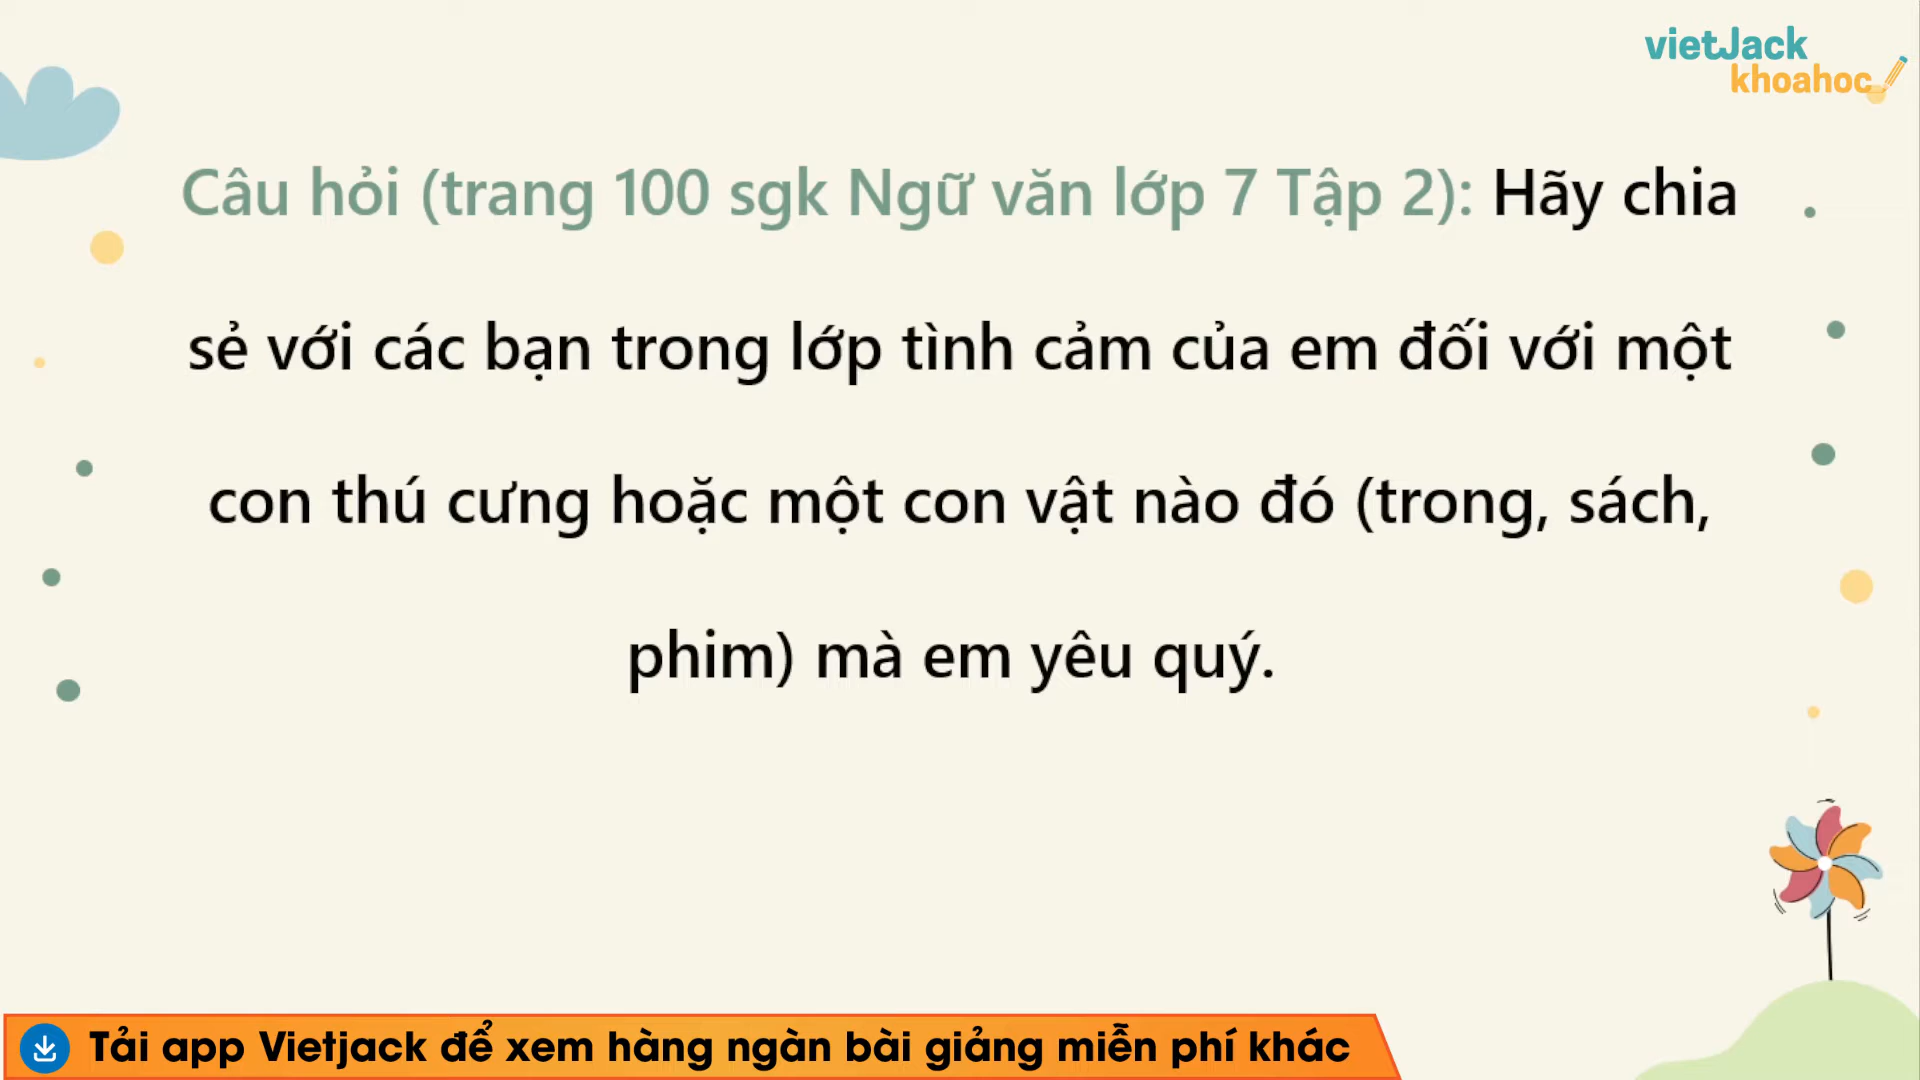 vietJack
khoahoc
Câu hỏi (trang 100 sgk Ngữ văn lớp 7 Tập 2): Hãy chia
sẻ với các bạn trong lớp tình cảm của em đối với một
con thú cưng hoặc một con vật nào đó (trong, sách,
phim) mà em yêu quý.
Tải app Vietjack để xem hàng ngàn bài giảng miễn phí khác